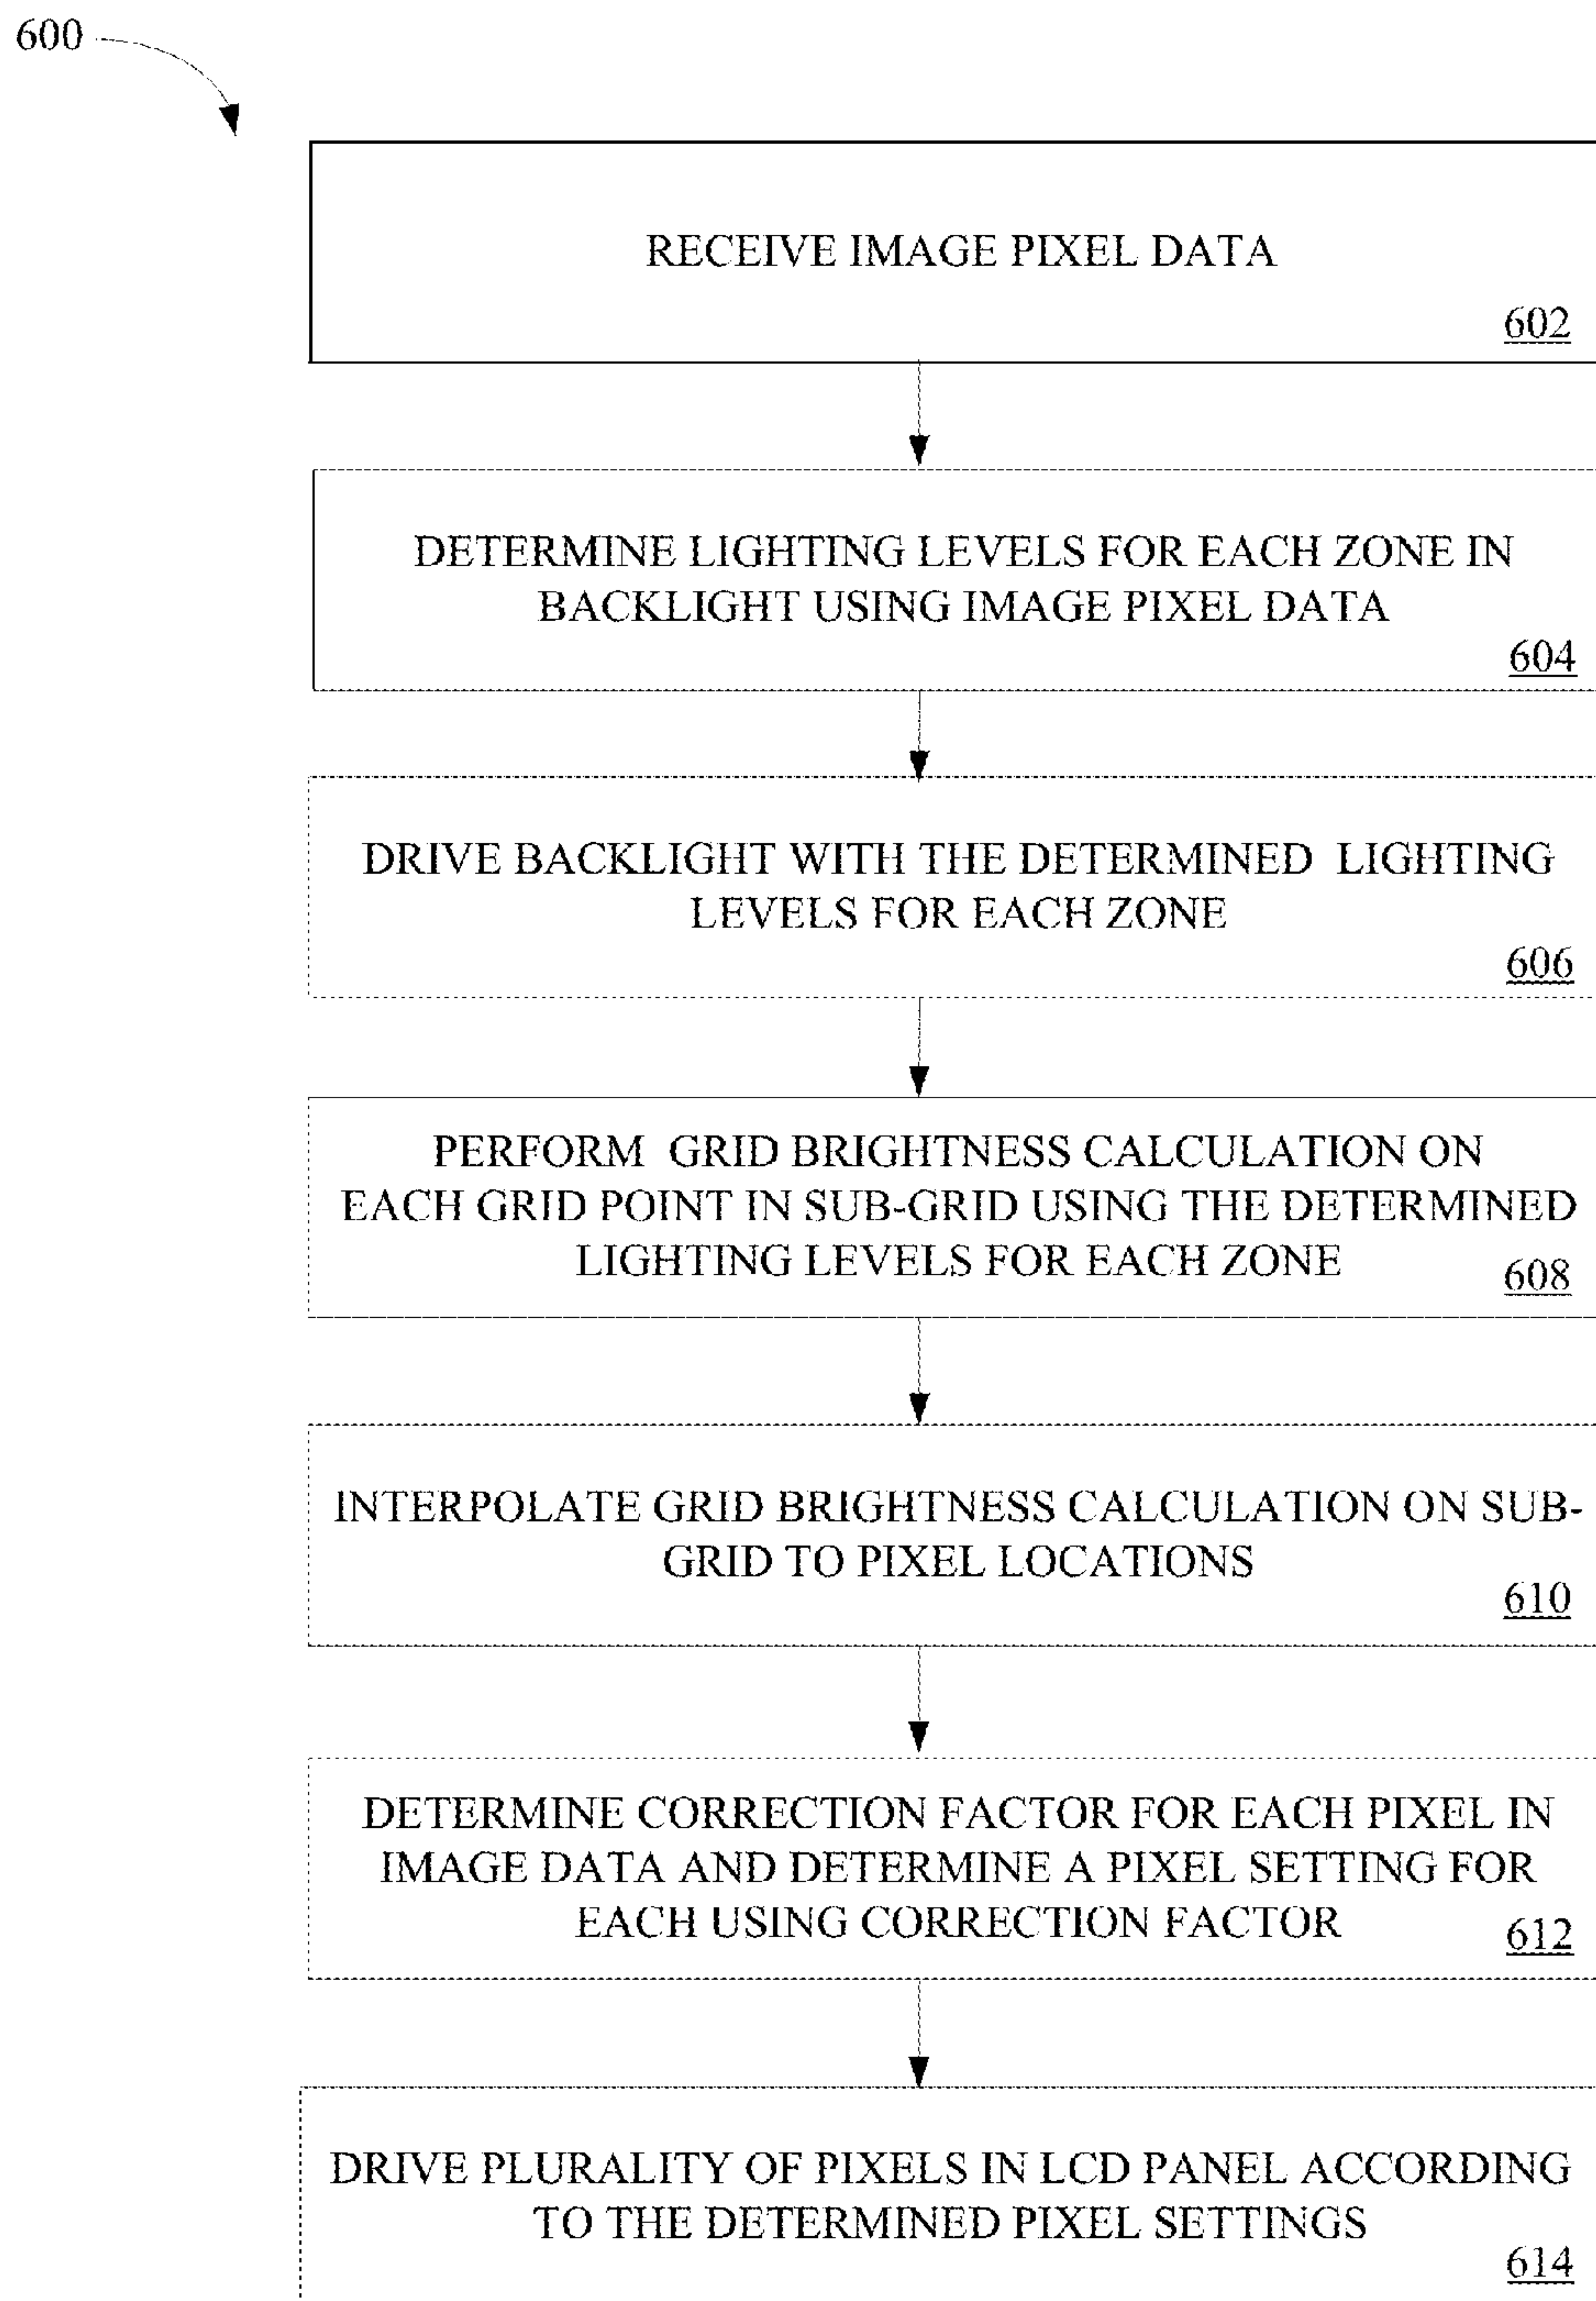 600
RECEIVE IMAGE PIXEL DATA
602
DETERMINE LIGHTING LEVELS FOR EACH ZONE IN
BACKLIGHT USING IMAGE PIXEL DATA
604
DRIVE BACKLIGHT WITH THE DETERMINED LIGHTING
LEVELS FOR EACH ZONE
606
PERFORM GRID BRIGHTNESS CALCULATION ON
EACH GRID POINT IN SUB-GRID USING THE DETERMINED
LIGHTING LEVELS FOR EACH ZONE
608
INTERPOLATE GRID BRIGHTNESS CALCULATION ON SUB-
GRID TO PIXEL LOCATIONS
610
DETERMINE CORRECTION FACTOR FOR EACH PIXEL IN
IMAGE DATA AND DETERMINE A PIXEL SETTING FOR
EACH USING CORRECTION FACTOR
612
DRIVE PLURALITY OF PIXELS IN LCD PANEL ACCORDING
TO THE DETERMINED PIXEL SETTINGS
614